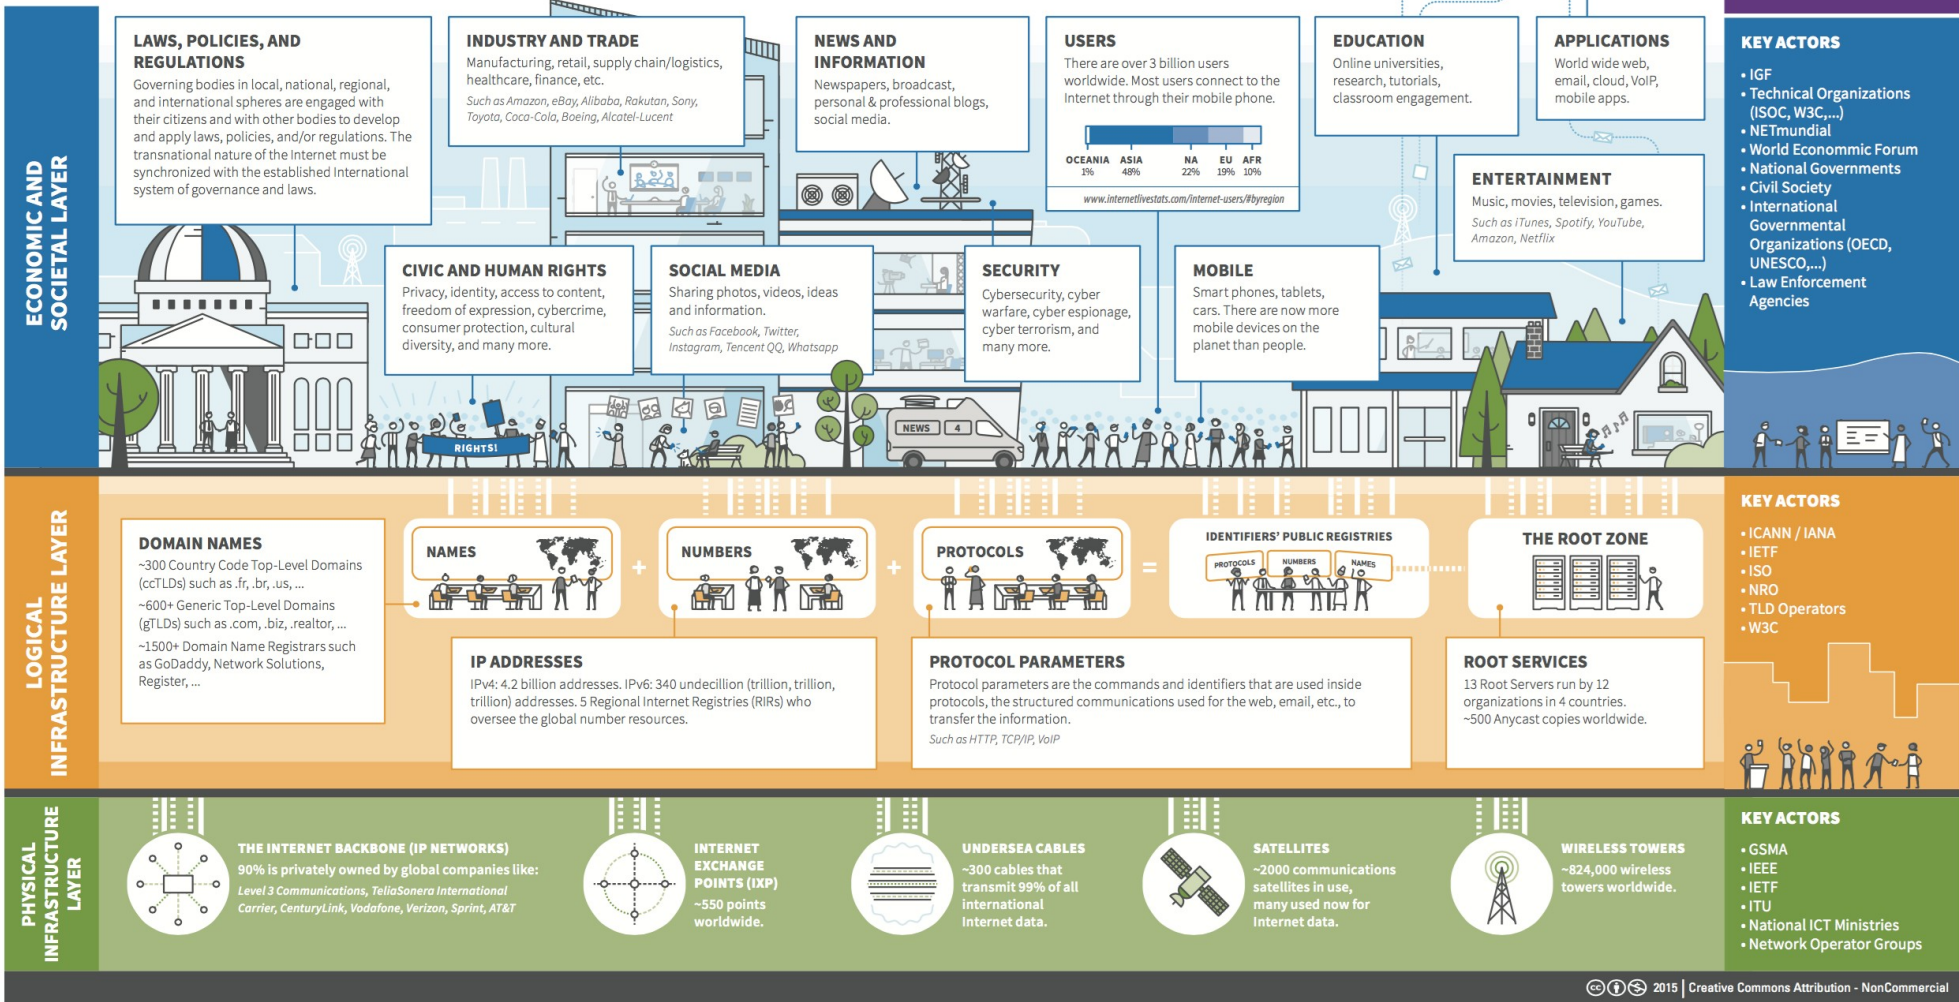 ECONOMIC AND
SOCIETAL LAYER
LAWS, POLICIES, AND
REGULATIONS
Governing bodies in local, national, regional,
and international spheres are engaged with
their citizens and with other bodies to develop
and apply laws, policies, and/or regulations. The
transnational nature of the Internet must be
synchronized with the established International
system of governance and laws.
INDUSTRY AND TRADE
Manufacturing, retail, supply chain/logistics,
healthcare, finance, etc.
Such as Amazon, eBay, Alibaba, Rakutan, Sony,
Toyota, Coca-Cola, Boeing, Alcatel-Lucent
NEWS AND
INFORMATION
Newspapers, broadcast,
personal & professional blogs,
social media.
USERS
There are over 3 billion users
worldwide. Most users connect to the
Internet through their mobile phone.
OCEANIA ASIA NA EU AFR
1% 48% 22% 19% 10%
www.internetlivestats.com/internet-users/#byregion
EDUCATION
Online universities,
research, tutorials,
classroom engagement.
APPLICATIONS
World wide web,
email, cloud, VoIP,
mobile apps.
ENTERTAINMENT
Music, movies, television, games.
Such as iTunes, Spotify, YouTube,
Amazon, Netflix
CIVIC AND HUMAN RIGHTS
Privacy, identity, access to content,
freedom of expression, cybercrime,
consumer protection, cultural
diversity, and many more.
SOCIAL MEDIA
Sharing photos, videos, ideas
and information.
Such as Facebook, Twitter,
Instagram, Tencent QQ, Whatsapp
SECURITY
Cybersecurity, cyber
warfare, cyber espionage,
cyber terrorism, and
many more.
MOBILE
Smart phones, tablets,
cars. There are now more
mobile devices on the
planet than people.
RIGHTS!
NEWS 4
KEY ACTORS
• IGF
• Technical Organizations
(ISOC, W3C,...)
• NETmundial
• World Econommic Forum
• National Governments
• Civil Society
• International
Governmental
Organizations (OECD,
UNESCO,...)
• Law Enforcement
Agencies
LOGICAL
INFRASTRUCTURE LAYER
DOMAIN NAMES
~300 Country Code Top-Level Domains
(ccTLDs) such as .fr, .br, .us, ...
~600+ Generic Top-Level Domains
(gTLDs) such as .com, .biz, .realtor, ...
~1500+ Domain Name Registrars such
as GoDaddy, Network Solutions,
Register, ...
NAMES
+
NUMBERS
+
PROTOCOLS
=
IDENTIFIERS' PUBLIC REGISTRIES
PROTOCOLS NUMBERS NAMES
THE ROOT ZONE
IP ADDRESSES
IPv4: 4.2 billion addresses. IPv6: 340 undecillion (trillion, trillion,
trillion) addresses. 5 Regional Internet Registries (RIRs) who
oversee the global number resources.
PROTOCOL PARAMETERS
Protocol parameters are the commands and identifiers that are used inside
protocols, the structured communications used for the web, email, etc., to
transfer the information.
Such as HTTP, TCP/IP, VoIP
ROOT SERVICES
13 Root Servers run by 12
organizations in 4 countries.
~500 Anycast copies worldwide.
KEY ACTORS
• ICANN / IANA
• IETF
• ISO
• NRO
• TLD Operators
• W3C
PHYSICAL
INFRASTRUCTURE
LAYER
THE INTERNET BACKBONE (IP NETWORKS)
90% is privately owned by global companies like:
Level 3 Communications, TeliaSonera International
Carrier, CenturyLink, Vodafone, Verizon, Sprint, AT&T
INTERNET
EXCHANGE
POINTS (IXP)
~550 points
worldwide.
UNDERSEA CABLES
~300 cables that
transmit 99% of all
international
Internet data.
SATELLITES
~2000 communications
satellites in use,
many used now for
Internet data.
WIRELESS TOWERS
~824,000 wireless
towers worldwide.
KEY ACTORS
• GSMA
• IEEE
• IETF
• ITU
• National ICT Ministries
• Network Operator Groups
cc 2015 | Creative Commons Attribution - NonCommercial